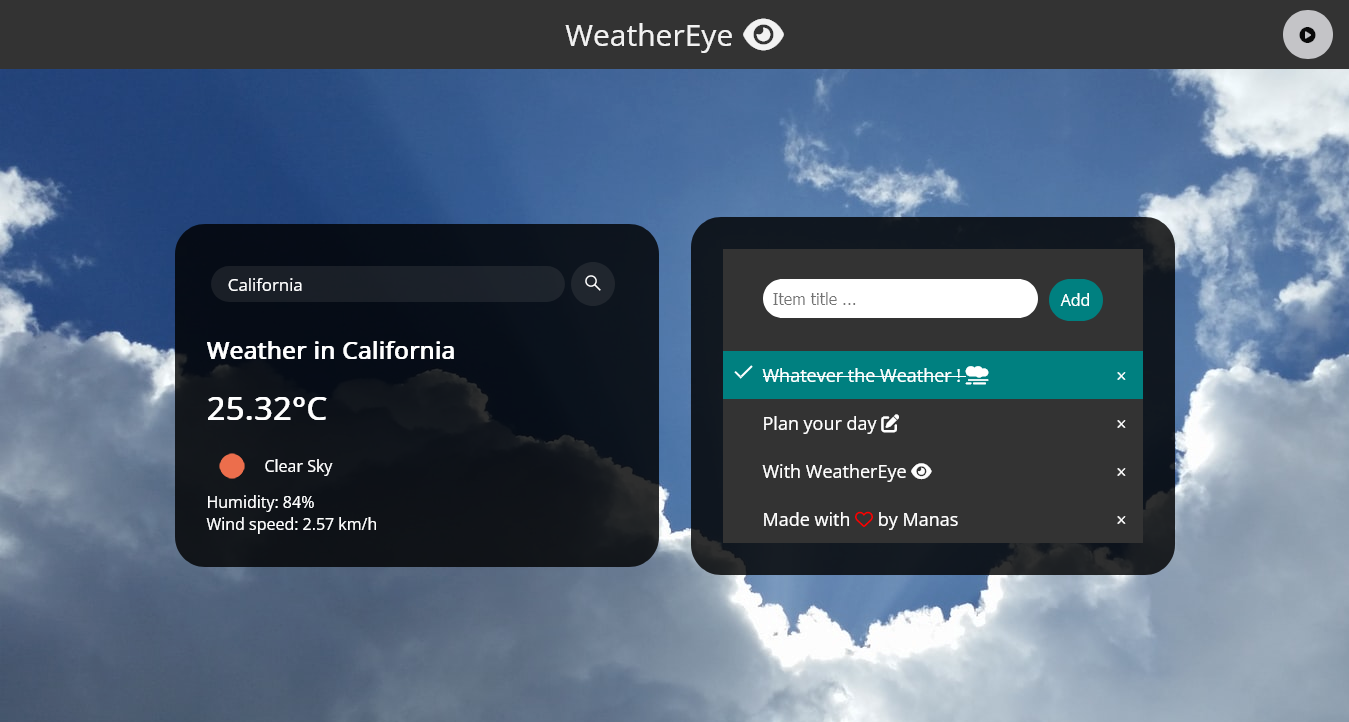 WeatherEye
California
Weather in California
25.32°C
Clear Sky
Humidity: 84%
Wind speed: 2.57 km/h
Item title ...
Add
Whatever the Weather ! ×
Plan your day ×
With WeatherEye ×
Made with by Manas ×